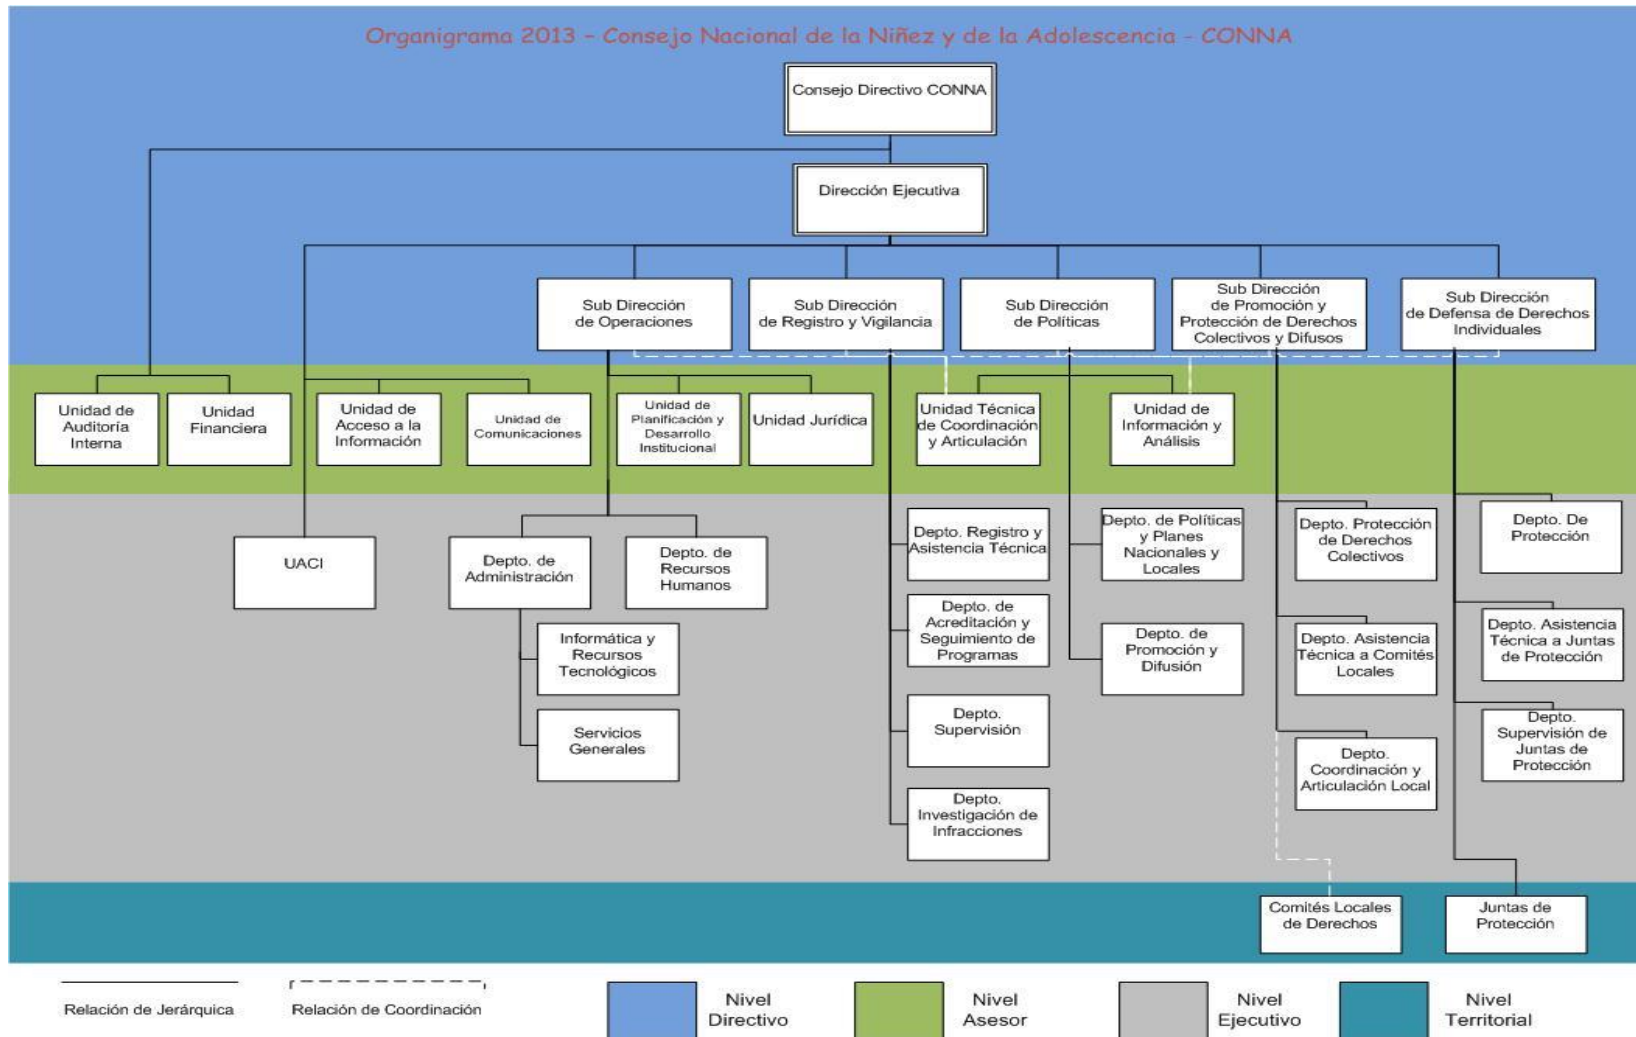 Organigrama 2013 – Consejo Nacional de la Niñez y de la Adolescencia - CONNA
Consejo Directivo CONNA
Dirección Ejecutiva
Sub Dirección
de Operaciones
Sub Dirección
de Registro y Vigilancia
Sub Dirección
de Políticas
Sub Dirección
de Promoción y
Protección de Derechos
Colectivos y Difusos
Sub Dirección
de Defensa de Derechos
Individuales
Unidad de
Auditoría
Interna
Unidad
Financiera
Unidad de
Acceso a la
Información
Unidad de
Comunicaciones
Unidad de
Planificación y
Desarrollo
Institucional
Unidad Jurídica
Unidad Técnica
de Coordinación
y Articulación
Unidad de
Información y
Análisis
UACI
Depto. de
Administración
Depto. de
Recursos
Humanos
Informática y
Recursos
Tecnológicos
Servicios
Generales
Depto. Registro y
Asistencia Técnica
Depto. de
Acreditación y
Seguimiento de
Programas
Depto.
Supervisión
Depto.
Investigación de
Infracciones
Depto. de Políticas
y Planes
Nacionales y
Locales
Depto. de
Promoción y
Difusión
Depto. Protección
de Derechos
Colectivos
Depto. Asistencia
Técnica a Comités
Locales
Depto.
Coordinación y
Articulación Local
Depto. De
Protección
Depto. Asistencia
Técnica a Juntas
de Protección
Depto.
Supervisión de
Juntas de
Protección
Comités Locales
de Derechos
Juntas de
Protección
Relación de Jerárquica
Relación de Coordinación
Nivel
Directivo
Nivel
Asesor
Nivel
Ejecutivo
Nivel
Territorial